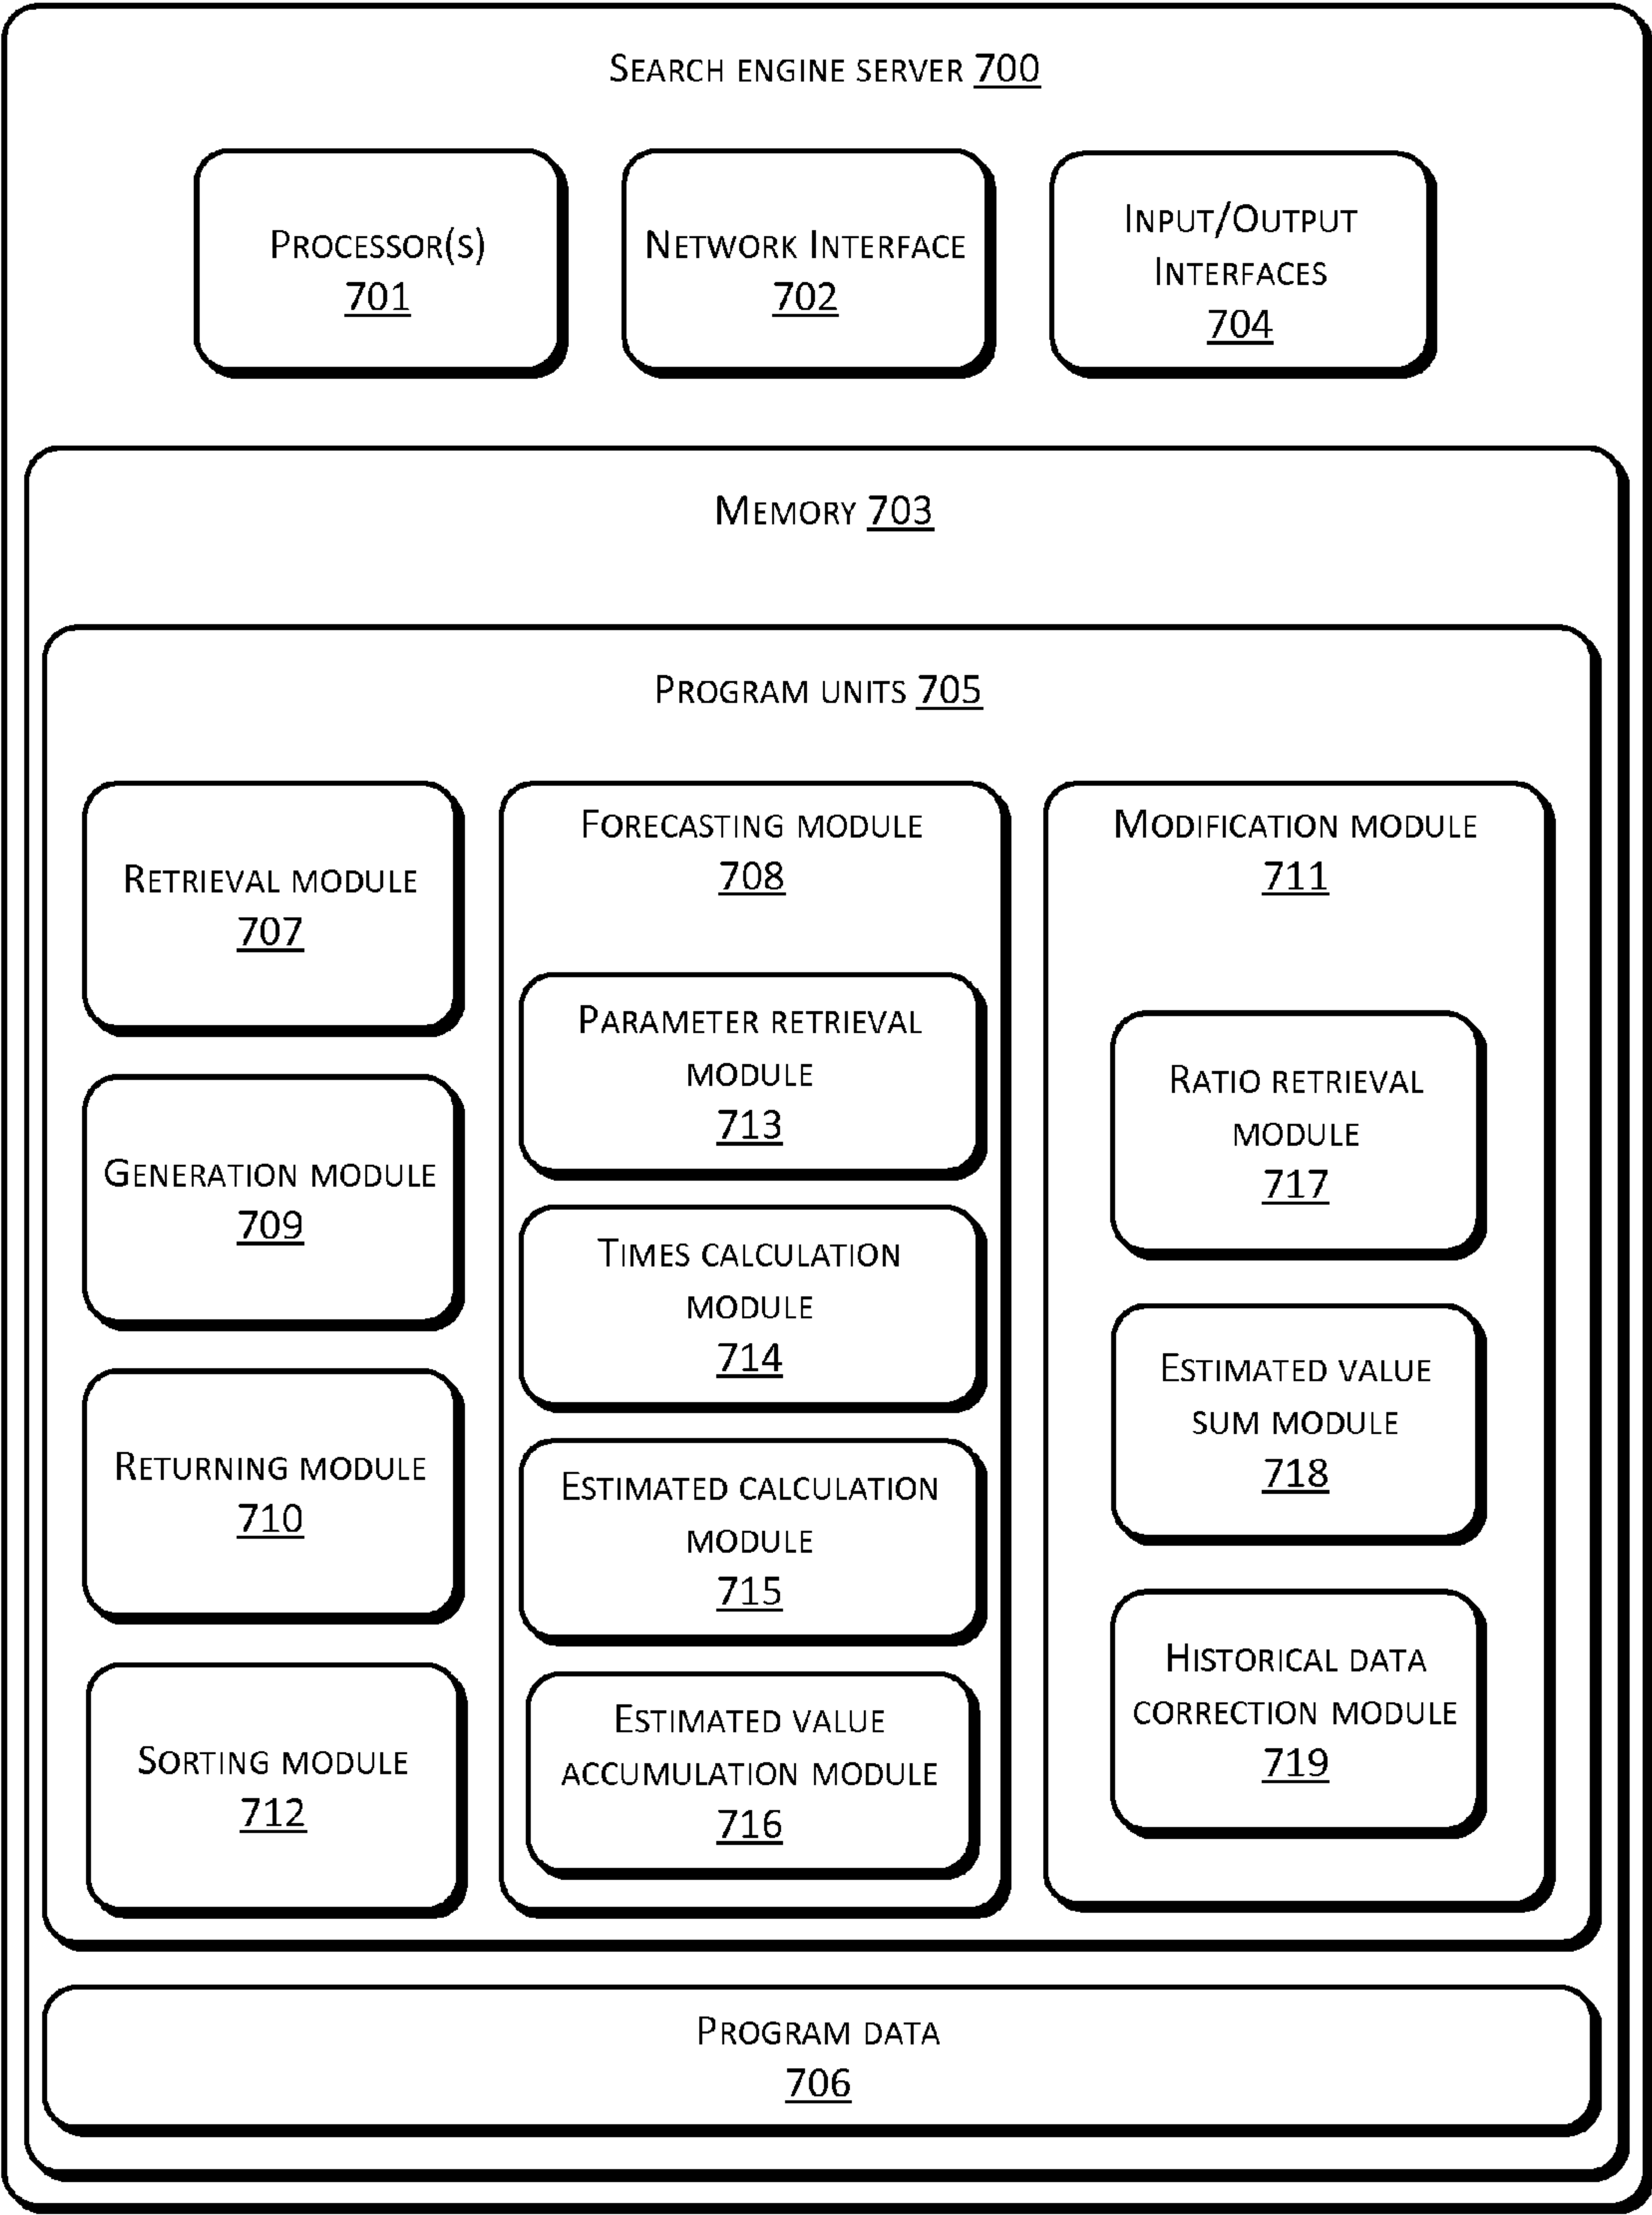 SEARCH ENGINE SERVER 700
PROCESSOR(S)
701
NETWORK INTERFACE
702
INPUT/OUTPUT
INTERFACES
704
MEMORY 703
PROGRAM UNITS 705
RETRIEVAL MODULE
707
GENERATION MODULE
709
RETURNING MODULE
710
SORTING MODULE
712
FORECASTING MODULE
708
PARAMETER RETRIEVAL
MODULE
713
TIMES CALCULATION
MODULE
714
ESTIMATED CALCULATION
MODULE
715
ESTIMATED VALUE
ACCUMULATION MODULE
716
MODIFICATION MODULE
711
RATIO RETRIEVAL
MODULE
717
ESTIMATED VALUE
SUM MODULE
718
HISTORICAL DATA
CORRECTION MODULE
719
PROGRAM DATA
706